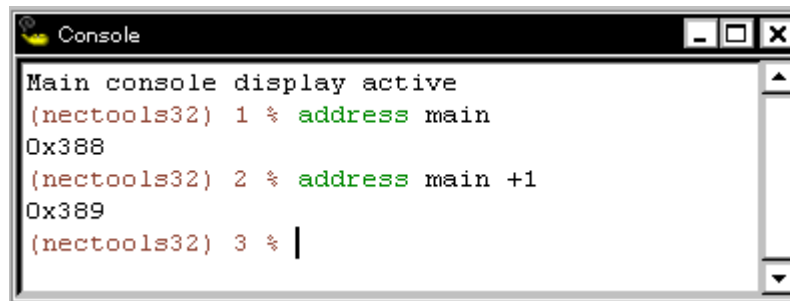 Console
Main console display active
(nectools32) 1 % address main
0x388
(nectools32) 2 % address main +1
0x389
(nectools32) 3 %